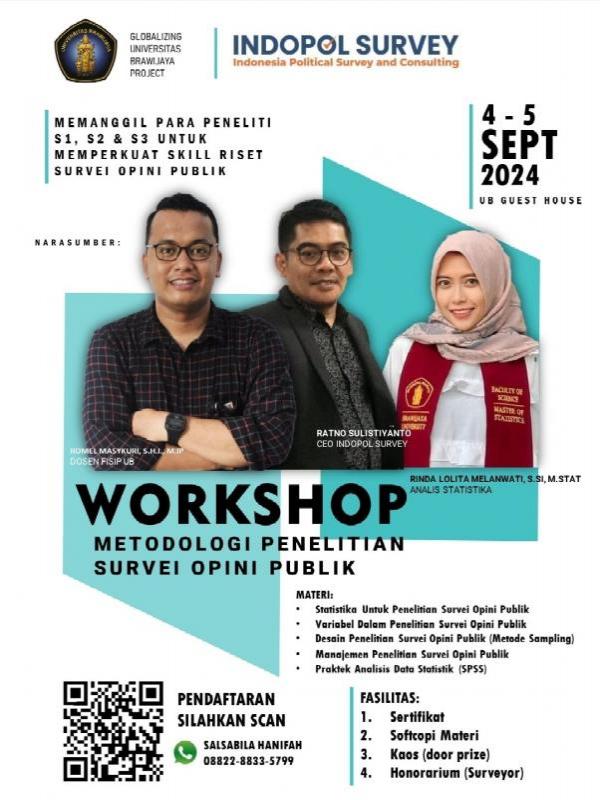 UNIVERSITAS BRAWIJAYA
GLOBALIZING
UNIVERSITAS
BRAWIJAYA
PROJECT
INDOPOL SURVEY
Indonesia Political Survey and Consulting
MEMANGGIL PARA PENELITI
S1, S2 & S3 UNTUK
MEMPERKUAT SKILL RISET
SURVEI OPINI PUBLIK
4 - 5
SEPT
2024
UB GUEST HOUSE
NARASUMBER:
ROMEL MASYKURI, S.H.I., M.IP
DOSEN FISIP UB
RATNO SULISTIYANTO
CEO INDOPOL SURVEY
BRAWIJAYA
UNIVERSITY
FACULTY OF
SCIENCE
MASTER OF
STATISTICS
RINDA LOLITA MELANWATI, S.SI, M.STAT
ANALIS STATISTIKA
WORKSHOP
METODOLOGI PENELITIAN
SURVEI OPINI PUBLIK
MATERI:
• Statistika Untuk Penelitian Survei Opini Publik
• Variabel Dalam Penelitian Survei Opini Publik
• Desain Penelitian Survei Opini Publik (Metode Sampling)
• Manajemen Penelitian Survei Opini Publik
• Praktek Analisis Data Statistik (SPSS)
PENDAFTARAN
SILAHKAN SCAN
SALSABILA HANIFAH
08822-8833-5799
FASILITAS:
1. Sertifikat
2. Softcopi Materi
3. Kaos (door prize)
4. Honorarium (Surveyor)